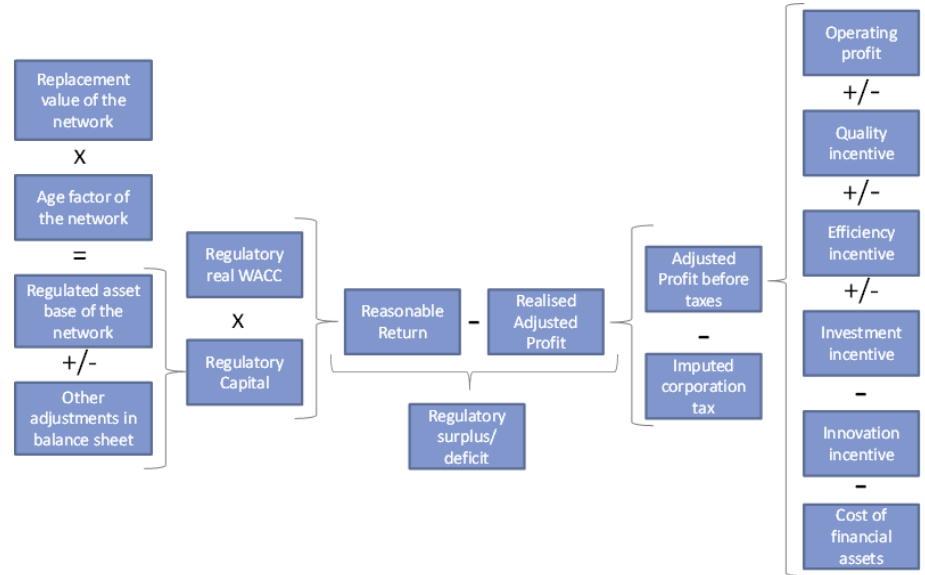 Replacement
value of the
network
x
Age factor of
the network
=
Regulated asset
base of the
network
+/-
Other
adjustments in
balance sheet
Regulatory
real WACC
x
Regulatory
Capital
Reasonable
Return
-
Realised
Adjusted
Profit
Regulatory
surplus/
deficit
Adjusted
Profit before
taxes
-
Imputed
corporation
tax
Operating
profit
+/-
Quality
incentive
+/-
Efficiency
incentive
+/-
Investment
incentive
-
Innovation
incentive
-
Cost of
financial
assets